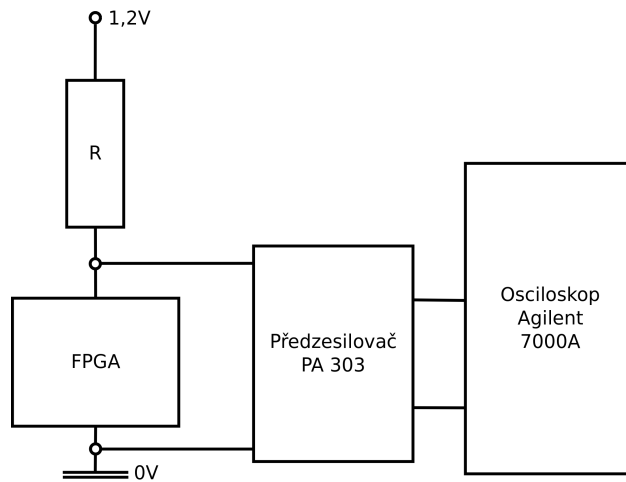 1,2V
R
FPGA
Předzesilovač
PA 303
Osciloskop
Agilent
7000A
0V